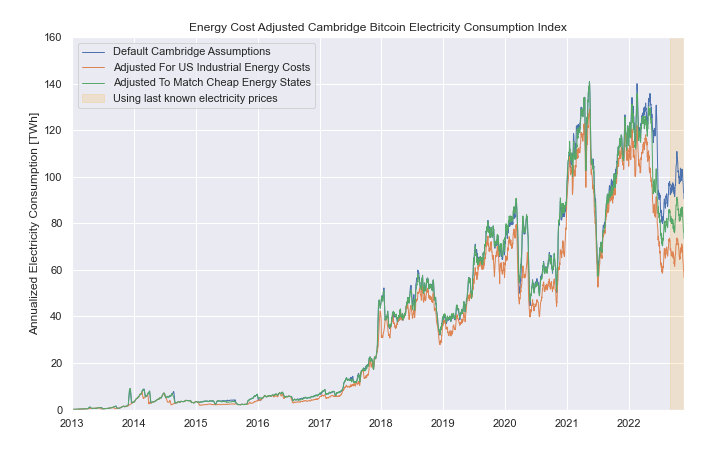 Energy Cost Adjusted Cambridge Bitcoin Electricity Consumption Index
160
140
120
100
80
60
40
20
0
Annualized Electricity Consumption [TWh]
Default Cambridge Assumptions
Adjusted For US Industrial Energy Costs
Adjusted To Match Cheap Energy States
Using last known electricity prices
2013 2014 2015 2016 2017 2018 2019 2020 2021 2022